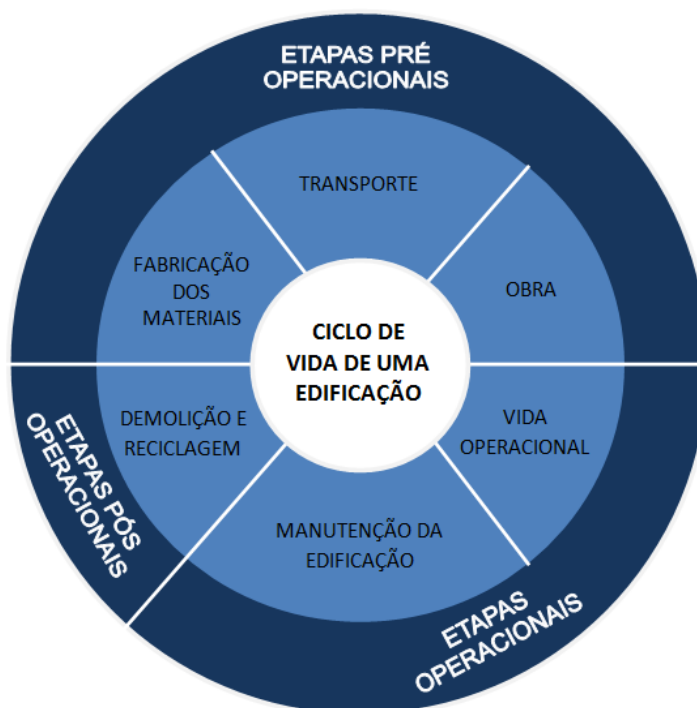 ETAPAS PRÉ
OPERACIONAIS
TRANSPORTE
FABRICAÇÃO
DOS
MATERIAIS
OBRA
CICLO DE
VIDA DE UMA
EDIFICAÇÃO
DEMOLIÇÃO E
RECICLAGEM
VIDA
OPERACIONAL
ETAPAS PÓS
OPERACIONAIS
MANUTENÇÃO DA
EDIFICAÇÃO
ETAPAS
OPERACIONAIS